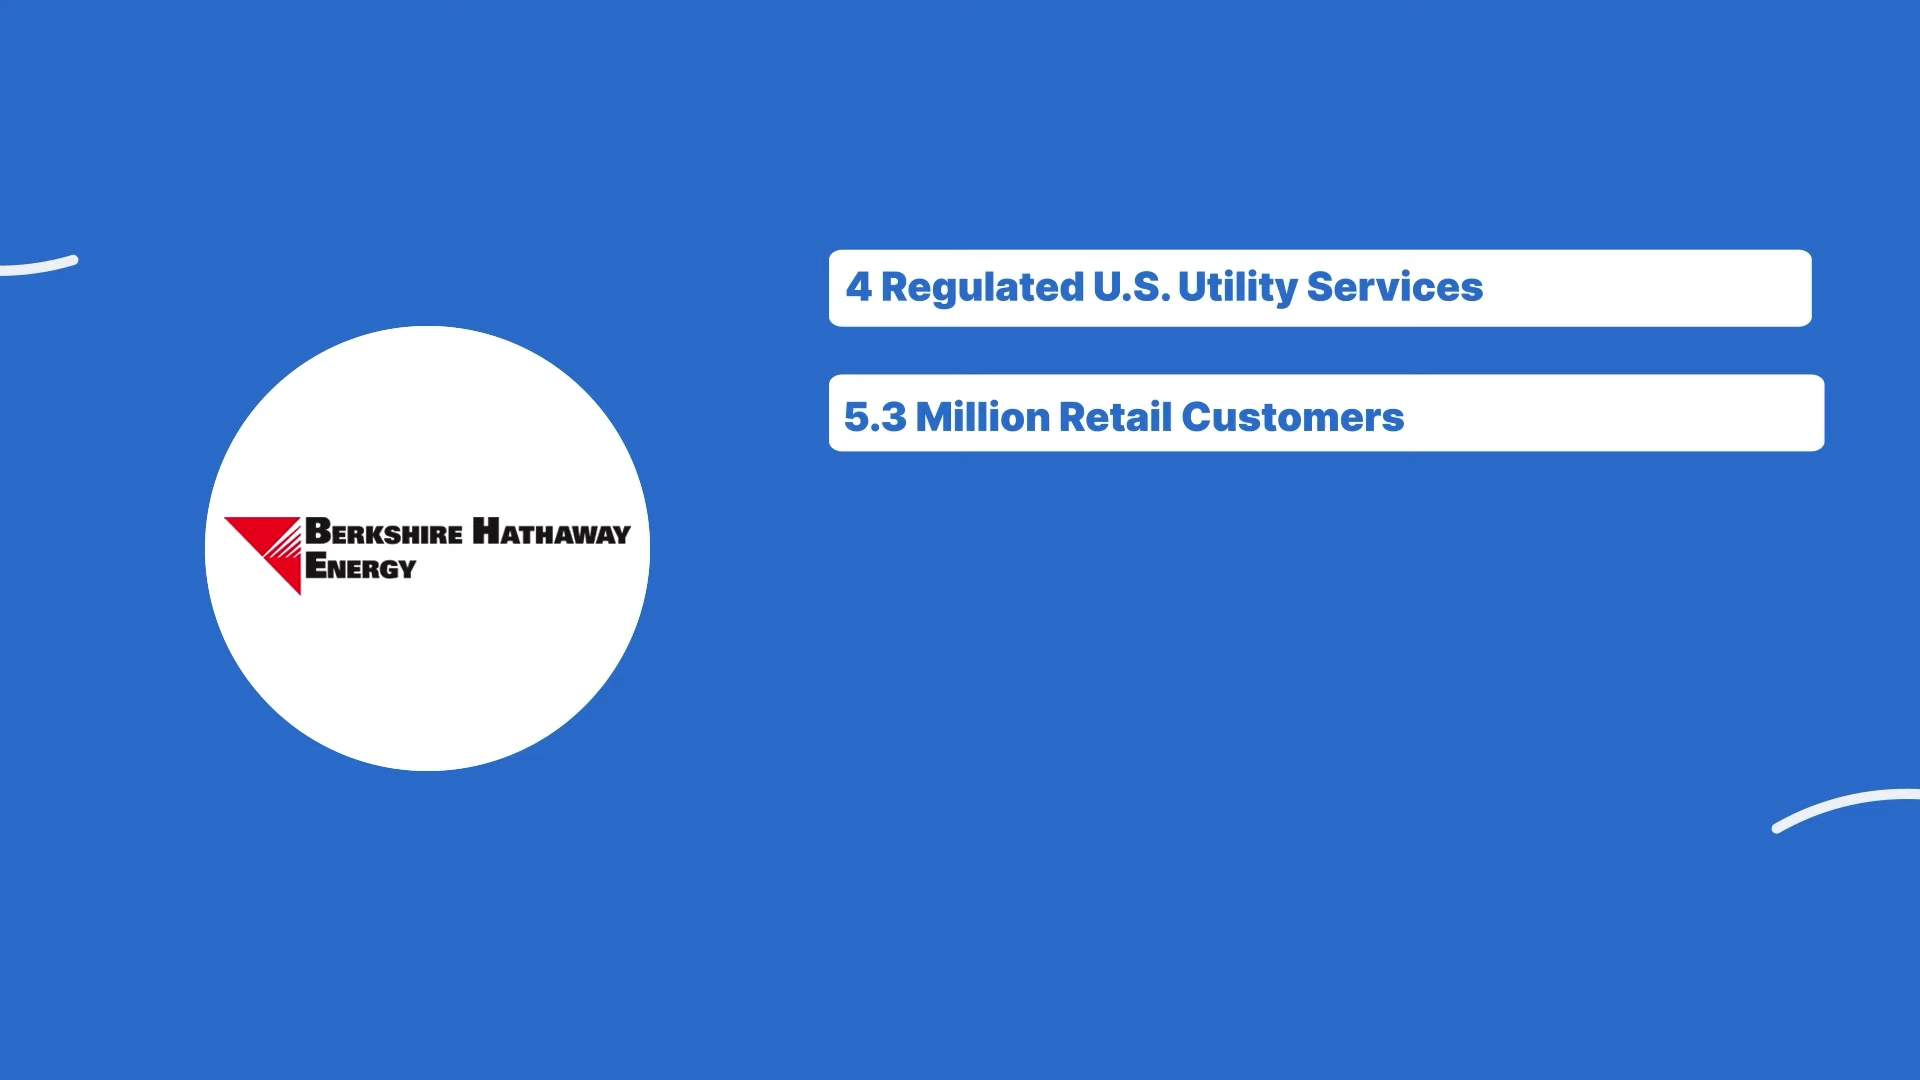 4 Regulated U.S. Utility Services
5.3 Million Retail Customers
BERKSHIRE HATHAWAY
ENERGY